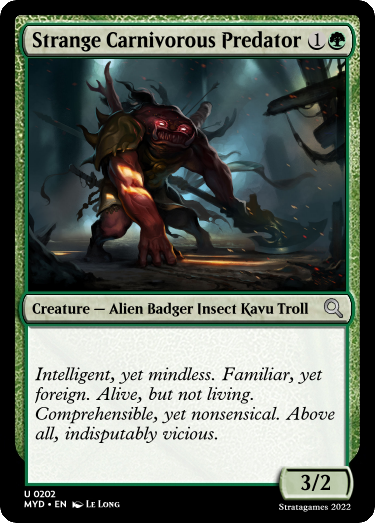 Strange Carnivorous Predator 1
Creature — Alien Badger Insect Kavu Troll
Intelligent, yet mindless. Familiar, yet
foreign. Alive, but not living.
Comprehensible, yet nonsensical. Above
all, indisputably vicious.
3/2
U 0202
MYD • EN Le Long
Stratagames 2022